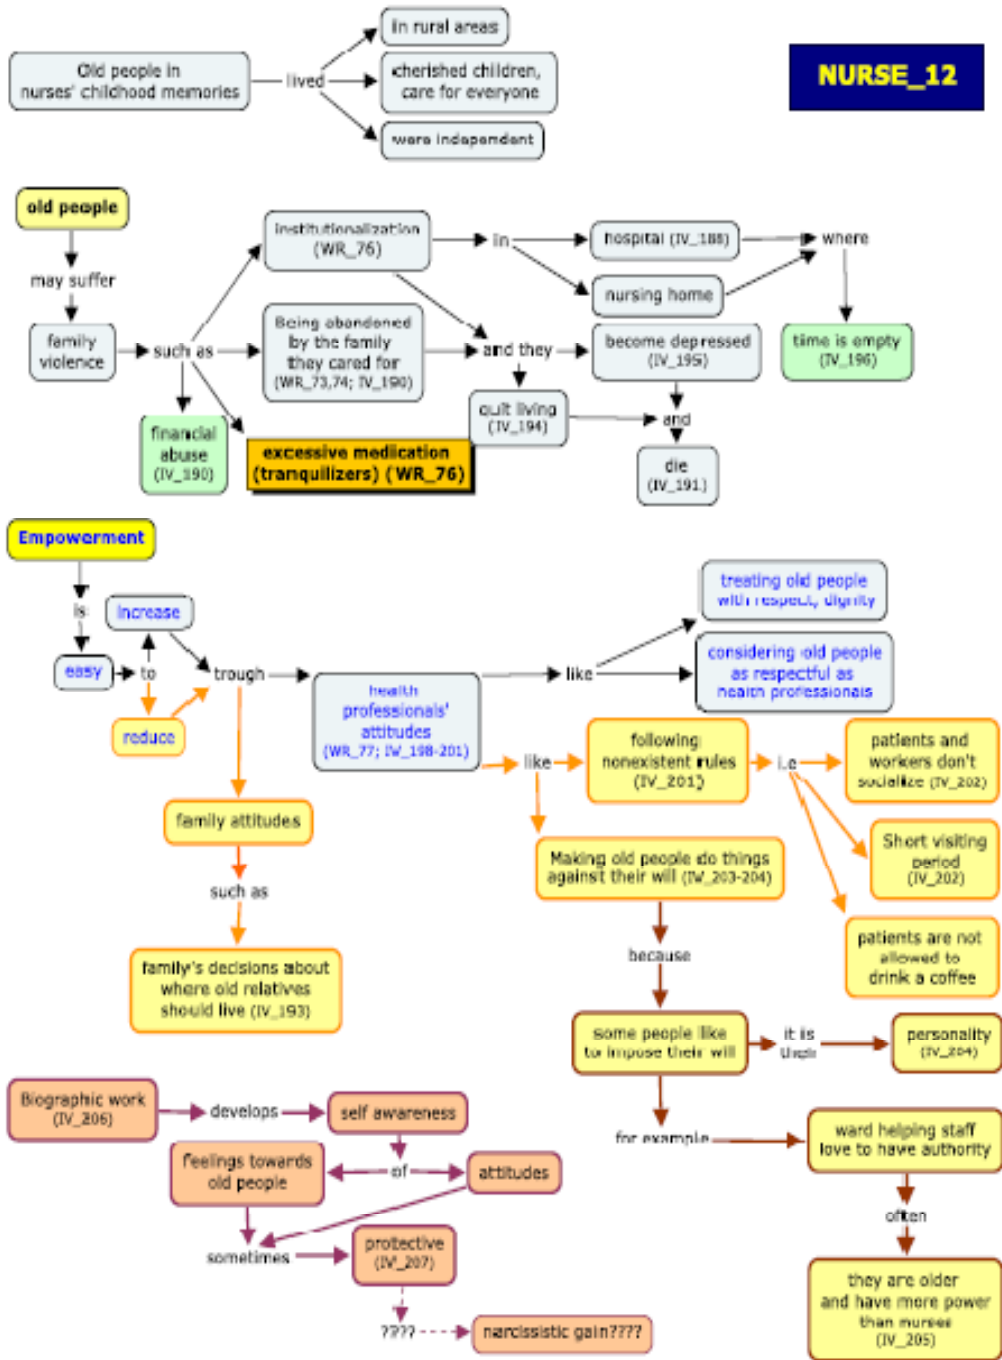 in rural areas
Old people in
nurses' childhood memories
lived
cherished children,
care for everyone
were independent
NURSE_12
old people
may suffer
family
violence
such as
institutionalization
(WR_76)
in
hospital (IV_188)
where
nursing home
Being abandoned
by the family
they cared for
(WR_73,74; IV_190)
and they
become depressed
(IV_195)
time is empty
(IV_196)
financial
abuse
(IV_190)
excessive medication
(tranquilizers) (WR_76)
quit living
(IV_194)
and
die
(IV_191)
Empowerment
is
increase
easy
to
trough
reduce
health
professionals'
attitudes
(WR_77; IV_198-201)
like
treating old people
with respect, dignity
considering old people
as respectful as
health professionals
like
following
nonexistent rules
(IV_201)
i.e
patients and
workers don't
socialize (IV_202)
Short visiting
period
(IV_202)
patients are not
allowed to
drink a coffee
family attitudes
such as
family's decisions about
where old relatives
should live (IV_193)
Making old people do things
against their will (IV_203-204)
because
some people like
to impose their will
it is
their
personality
(IV_204)
for example
ward helping staff
love to have authority
often
they are older
and have more power
than nurses
(IV_205)
Biographic work
(IV_206)
develops
self awareness
of
feelings towards
old people
attitudes
sometimes
protective
(IV_207)
????
narcissistic gain????